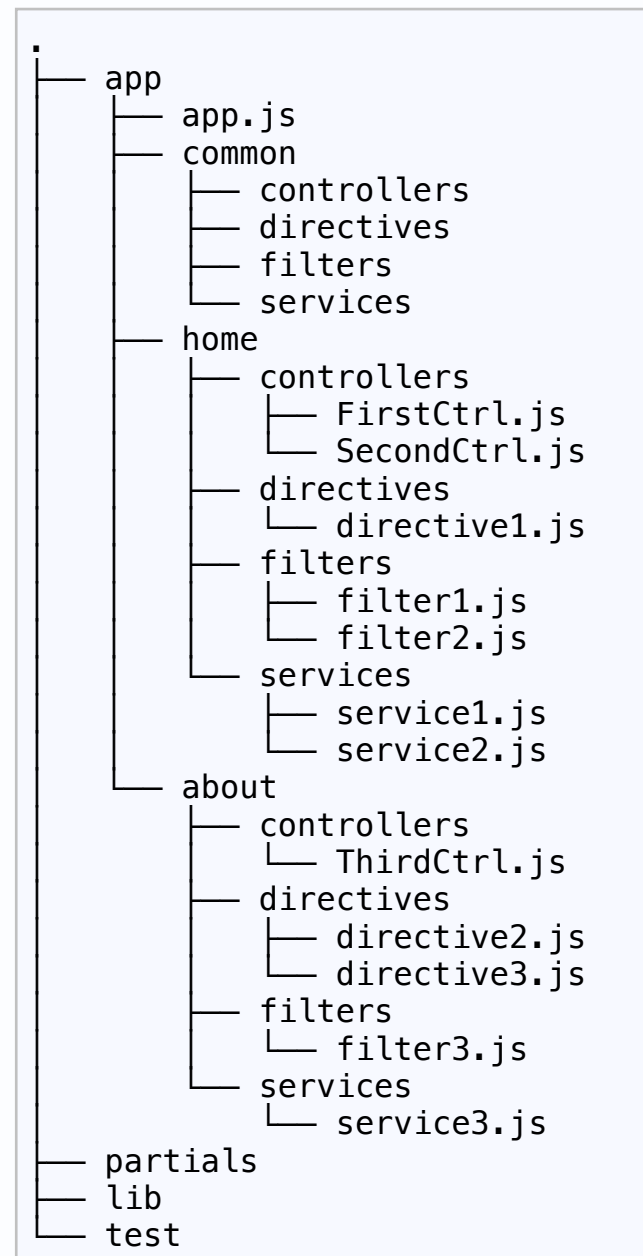 .
├── app
│   ├── app.js
│   ├── common
│   │   ├── controllers
│   │   ├── directives
│   │   ├── filters
│   │   └── services
│   ├── home
│   │   ├── controllers
│   │   │   ├── FirstCtrl.js
│   │   │   └── SecondCtrl.js
│   │   ├── directives
│   │   │   └── directive1.js
│   │   ├── filters
│   │   │   ├── filter1.js
│   │   │   └── filter2.js
│   │   └── services
│   │       ├── service1.js
│   │       └── service2.js
│   └── about
│       ├── controllers
│       │   └── ThirdCtrl.js
│       ├── directives
│       │   ├── directive2.js
│       │   └── directive3.js
│       ├── filters
│       │   └── filter3.js
│       └── services
│           └── service3.js
├── partials
├── lib
└── test